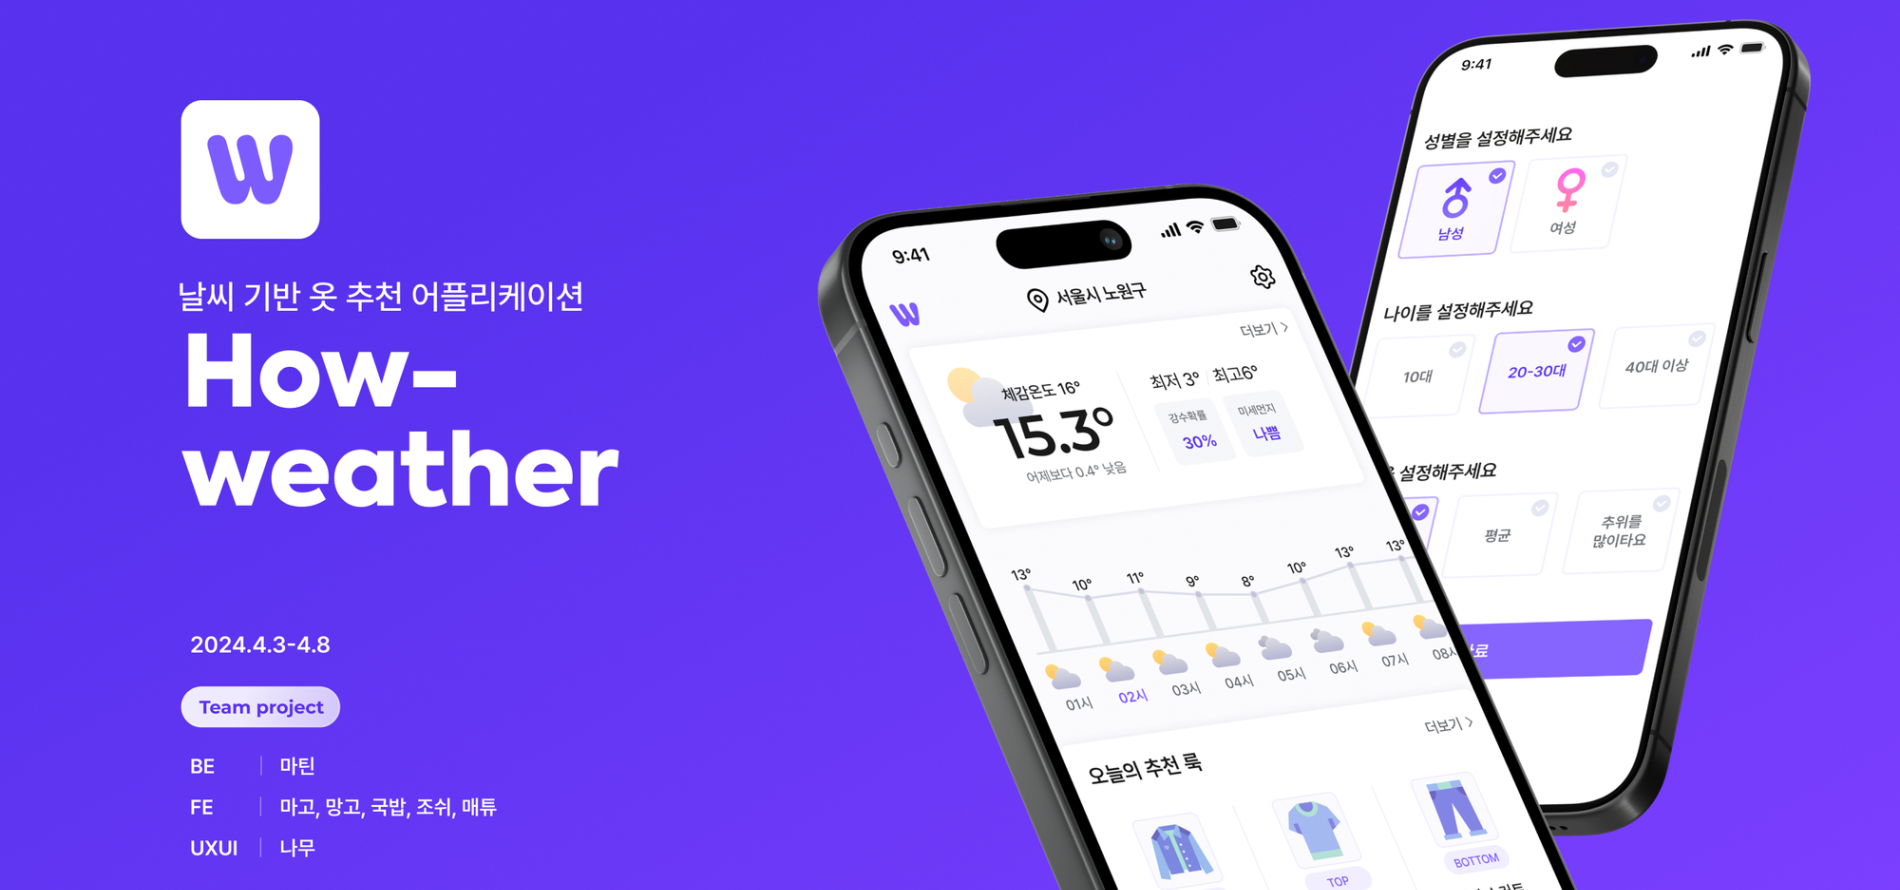 W
날씨 기반 옷 추천 어플리케이션
How-
weather
2024.4.3-4.8
Team project
BE | 마틴
FE | 마고, 망고, 국밥, 조쉬, 매튜
UXUI | 나무
9:41
W
서울시 노원구
더보기 >
체감온도 16°
15.3°
어제보다 0.4° 낮음
최저 3° 최고6°
강수확률 미세먼지
30% 나쁨
13° 10° 11° 9° 8° 10° 13° 13°
01시 02시 03시 04시 05시 06시 07시 08시
오늘의 추천 룩
더보기 >
TOP
BOTTOM
9:41
성별을 설정해주세요
남성 여성
나이를 설정해주세요
10대 20-30대 40대 이상
설정해주세요
평균
추위를
많이타요